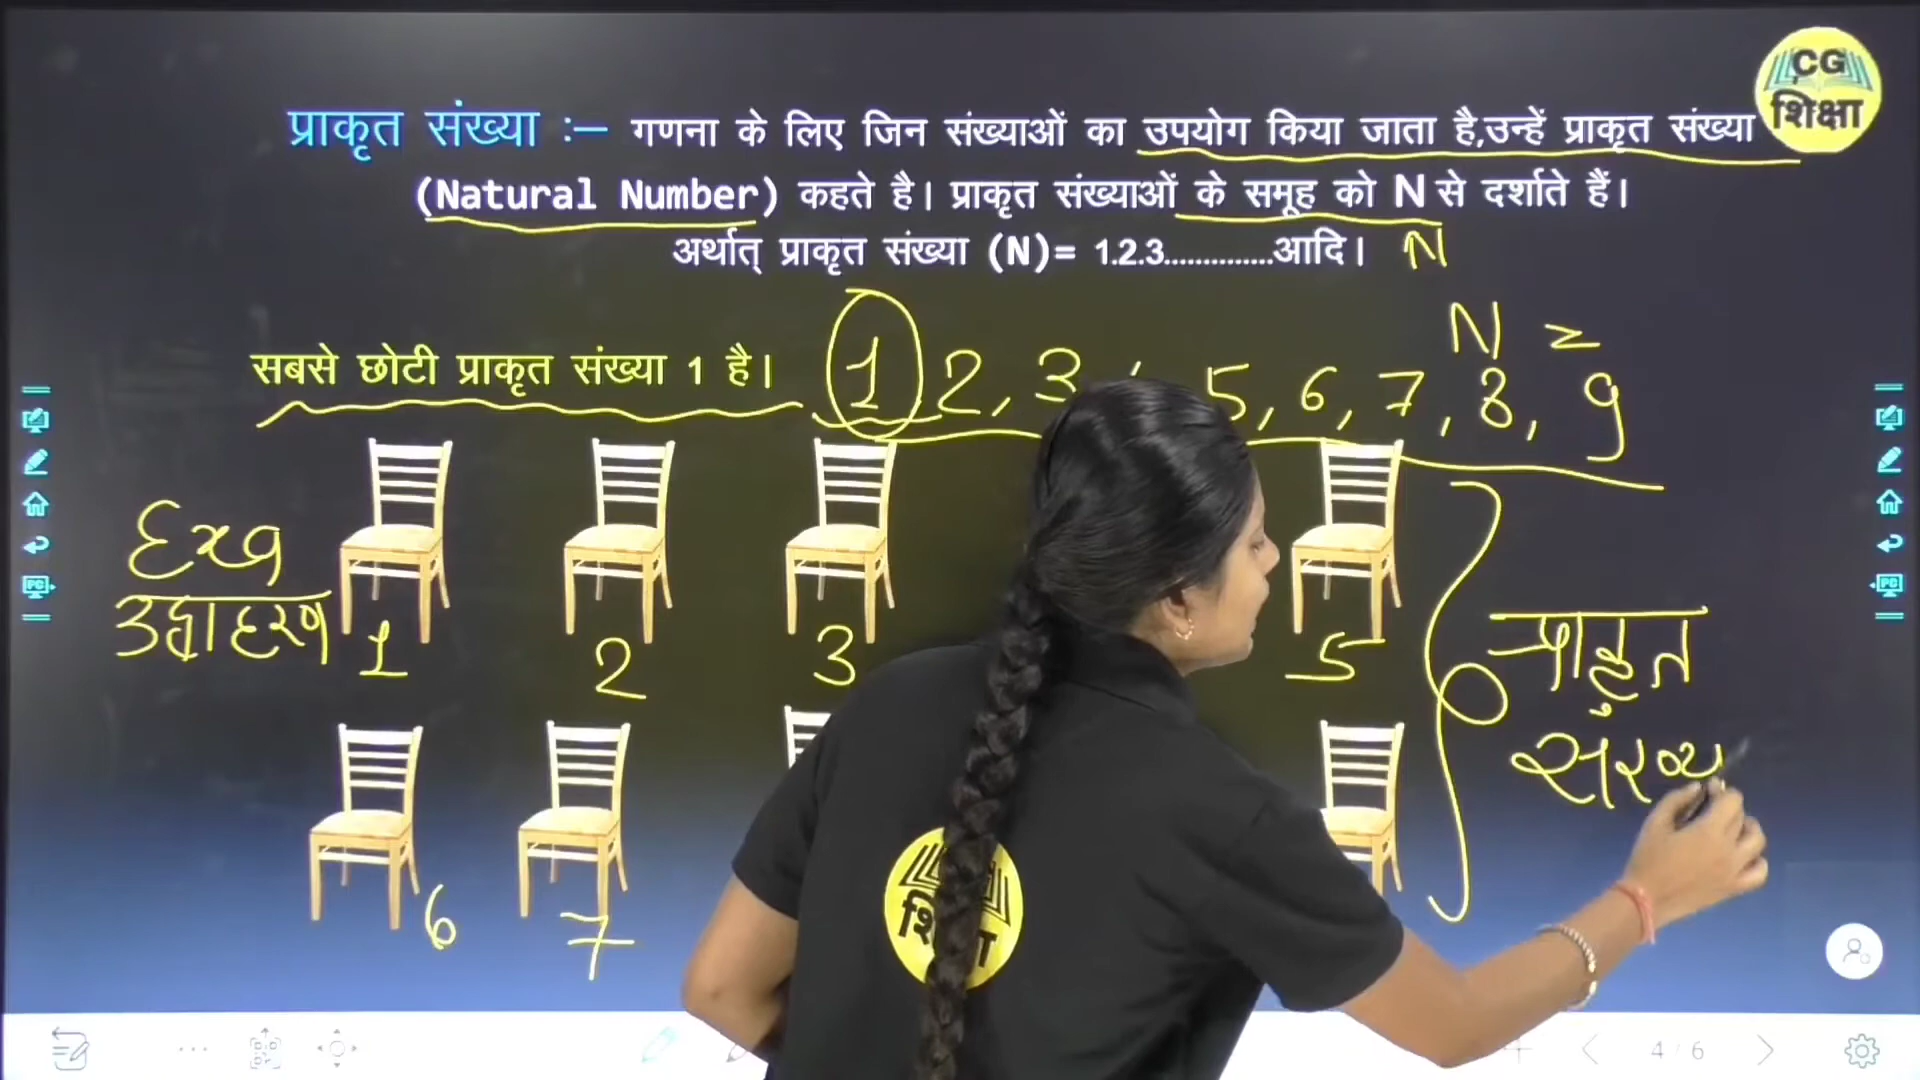 CG
शिक्षा
प्राकृत संख्या :— गणना के लिए जिन संख्याओं का उपयोग किया जाता है,उन्हें प्राकृत संख्या
(Natural Number) कहते है। प्राकृत संख्याओं के समूह को N से दर्शाते हैं।
अर्थात् प्राकृत संख्या (N)= 1.2.3..............आदि। N
N =
सबसे छोटी प्राकृत संख्या 1 है। 1 2, 3 5, 6, 7, 8, 9
उदाहरण
1 2 3 5
प्राकृत
संख्य
6 7
4 / 6